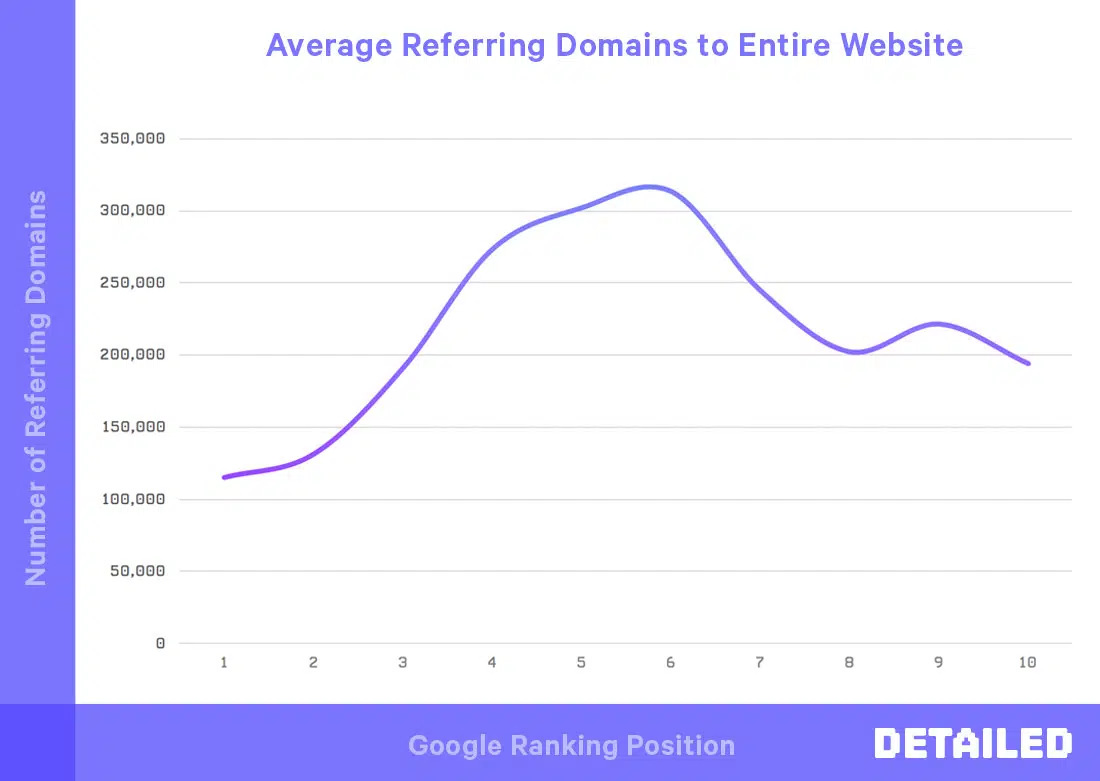 Average Referring Domains to Entire Website
Number of Referring Domains
350,000
300,000
250,000
200,000
150,000
100,000
50,000
0
1 2 3 4 5 6 7 8 9 10
Google Ranking Position
DETAILED